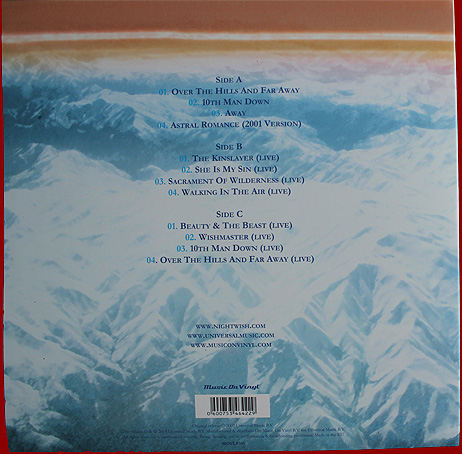 SIDE A
01. OVER THE HILLS AND FAR AWAY
02. 10TH MAN DOWN
03. AWAY
04. ASTRAL ROMANCE (2001 VERSION)
SIDE B
01. THE KINSLAYER (LIVE)
02. SHE IS MY SIN (LIVE)
03. SACRAMENT OF WILDERNESS (LIVE)
04. WALKING IN THE AIR (LIVE)
SIDE C
01. BEAUTY & THE BEAST (LIVE)
02. WISHMASTER (LIVE)
03. 10TH MAN DOWN (LIVE)
04. OVER THE HILLS AND FAR AWAY (LIVE)
WWW.NIGHTWISH.COM
WWW.UNIVERSALMUSIC.COM
WWW.MUSICONVINYL.COM
Music On Vinyl
0 600753 464229